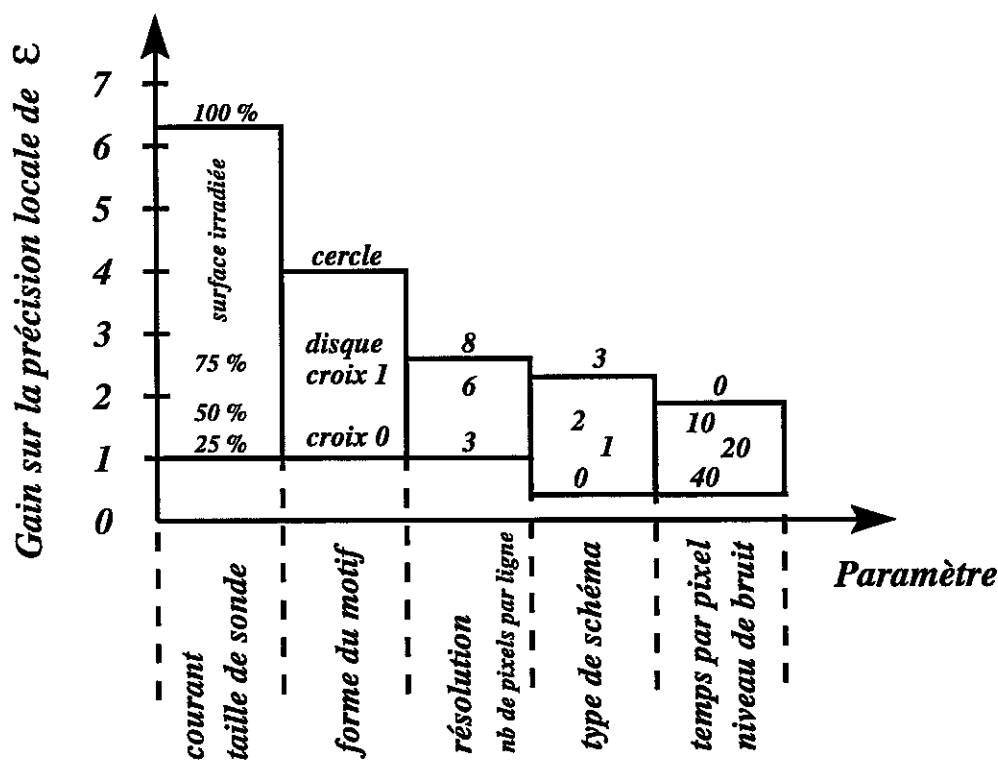 Gain sur la précision locale de ε
7
6
5
4
3
2
1
0
100 %
surface irradiée
75 %
50 %
25 %
cercle
disque
croix 1
croix 0
8
6
3
3
2
1
0
0
10
20
40
Paramètre
courant
taille de sonde
forme du motif
résolution
nb de pixels par ligne
type de schéma
temps par pixel
niveau de bruit